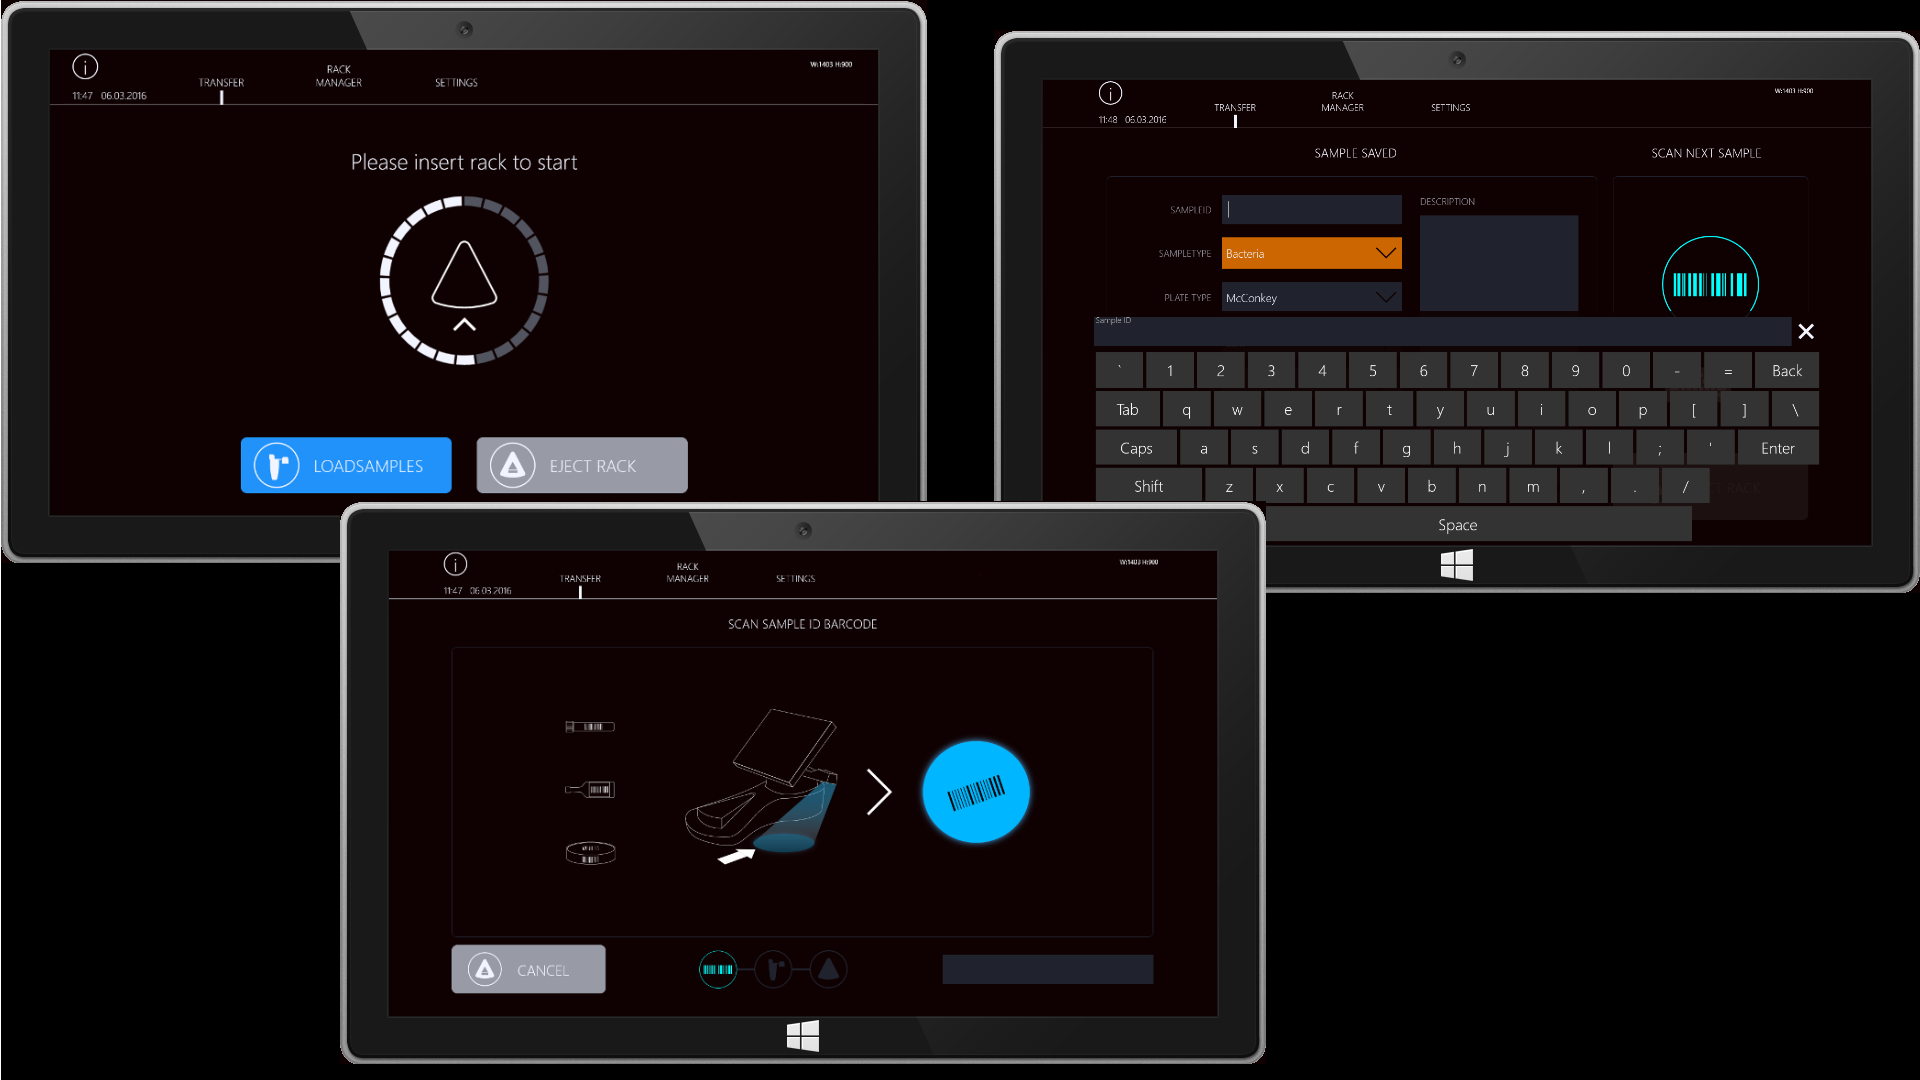 W:1403 H:900
RACK
TRANSFER MANAGER SETTINGS
11:47 06.03.2016
Please insert rack to start
LOADSAMPLES
EJECT RACK
W:1403 H:900
RACK
TRANSFER MANAGER SETTINGS
11:48 06.03.2016
SAMPLE SAVED
SCAN NEXT SAMPLE
SAMPLEID
DESCRIPTION
SAMPLETYPE Bacteria
PLATE TYPE McConkey
Sample ID
` 1 2 3 4 5 6 7 8 9 0 - = Back
Tab q w e r t y u i o p [ ] \
Caps a s d f g h j k l ; ' Enter
Shift z x c v b n m , . /
Space
W:1403 H:900
RACK
TRANSFER MANAGER SETTINGS
11:47 06.03.2016
SCAN SAMPLE ID BARCODE
CANCEL